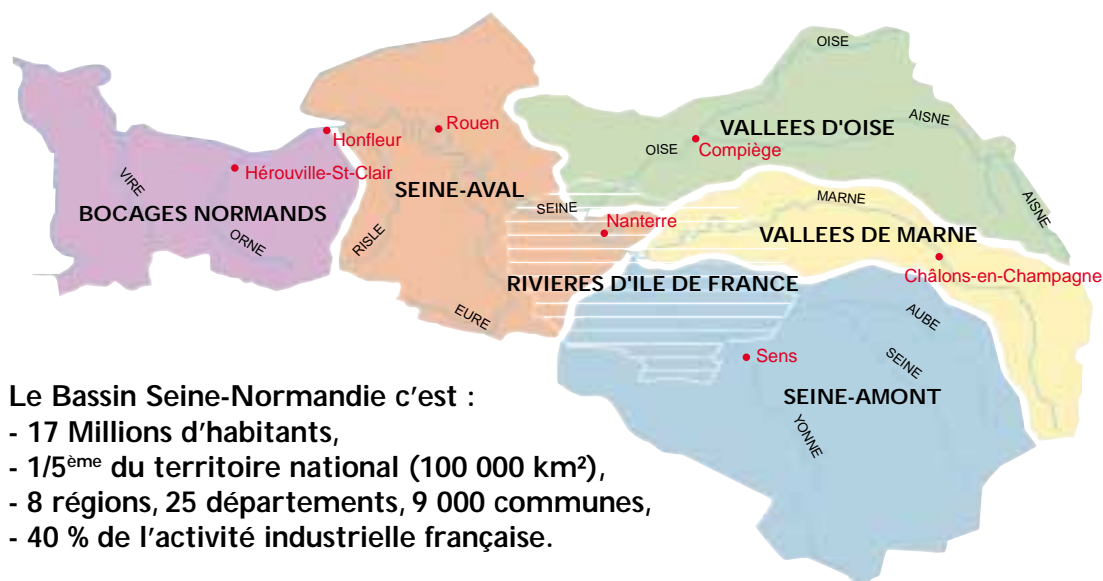 OISE
AISNE
VALLEES D'OISE
Rouen
Honfleur
OISE
Compiège
Hérouville-St-Clair
VIRE
SEINE-AVAL
MARNE
AISNE
BOCAGES NORMANDS
SEINE
Nanterre
VALLEES DE MARNE
ORNE
RISLE
Châlons-en-Champagne
RIVIERES D'ILE DE FRANCE
EURE
AUBE
Sens
SEINE
SEINE-AMONT
YONNE
Le Bassin Seine-Normandie c'est :
- 17 Millions d'habitants,
- 1/5ème du territoire national (100 000 km²),
- 8 régions, 25 départements, 9 000 communes,
- 40 % de l'activité industrielle française.